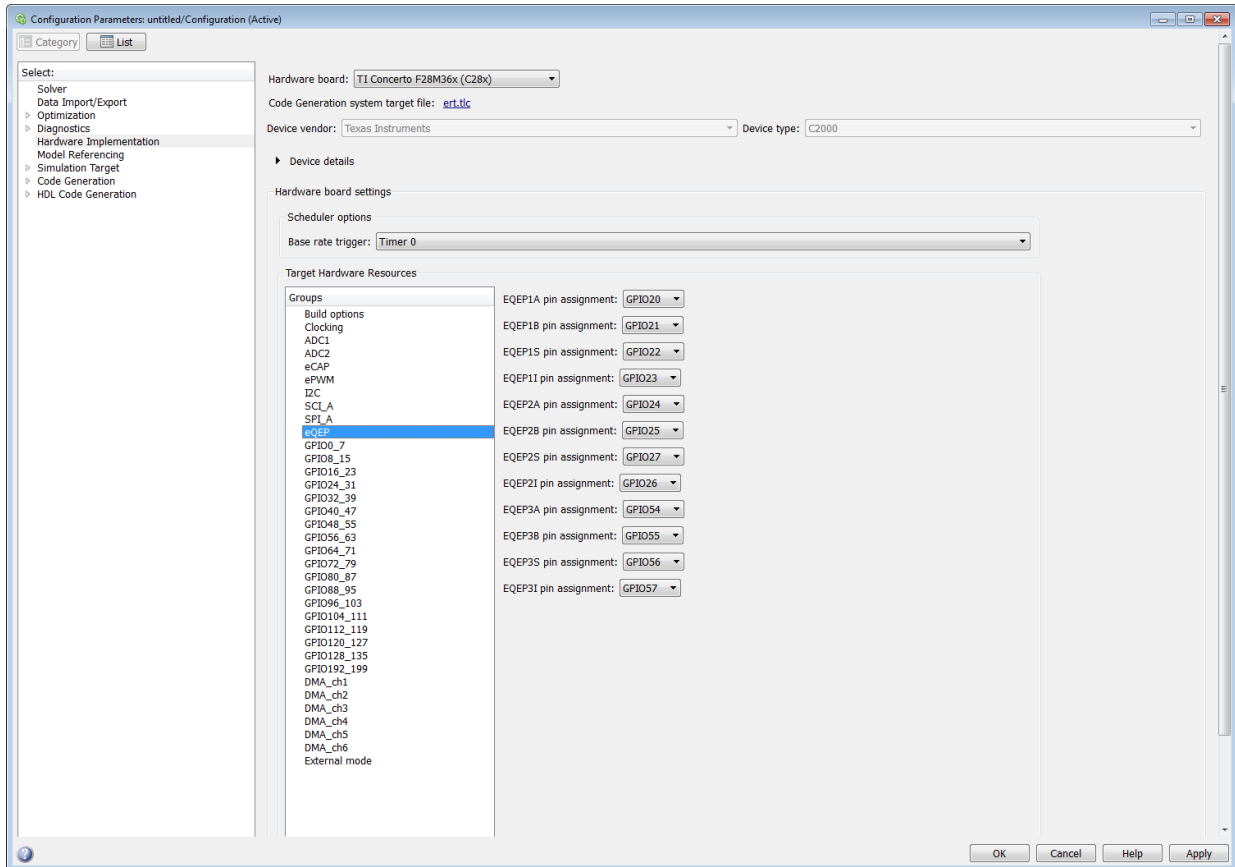 Configuration Parameters: untitled/Configuration (Active)
Category
List
Select:
Solver
Data Import/Export
Optimization
Diagnostics
Hardware Implementation
Model Referencing
Simulation Target
Code Generation
HDL Code Generation
Hardware board: TI Concerto F28M36x (C28x)
Code Generation system target file: ert.tlc
Device vendor: Texas Instruments Device type: C2000
Device details
Hardware board settings
Scheduler options
Base rate trigger: Timer 0
Target Hardware Resources
Groups
Build options
Clocking
ADC1
ADC2
eCAP
ePWM
I2C
SCI_A
SPI_A
eQEP
GPIO0_7
GPIO8_15
GPIO16_23
GPIO24_31
GPIO32_39
GPIO40_47
GPIO48_55
GPIO56_63
GPIO64_71
GPIO72_79
GPIO80_87
GPIO88_95
GPIO96_103
GPIO104_111
GPIO112_119
GPIO120_127
GPIO128_135
GPIO192_199
DMA_ch1
DMA_ch2
DMA_ch3
DMA_ch4
DMA_ch5
DMA_ch6
External mode
EQEP1A pin assignment: GPIO20
EQEP1B pin assignment: GPIO21
EQEP1S pin assignment: GPIO22
EQEP1I pin assignment: GPIO23
EQEP2A pin assignment: GPIO24
EQEP2B pin assignment: GPIO25
EQEP2S pin assignment: GPIO27
EQEP2I pin assignment: GPIO26
EQEP3A pin assignment: GPIO54
EQEP3B pin assignment: GPIO55
EQEP3S pin assignment: GPIO56
EQEP3I pin assignment: GPIO57
OK
Cancel
Help
Apply